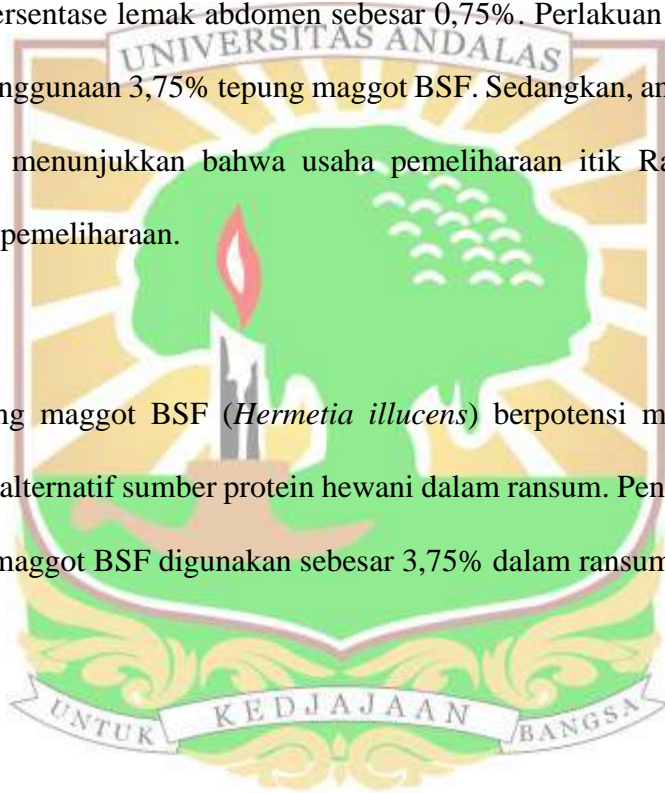 ersentase lemak abdomen sebesar 0,75%. Perlakuan
UNIVERSITAS ANDALAS
nggunaan 3,75% tepung maggot BSF. Sedangkan, an
menunjukkan bahwa usaha pemeliharaan itik Ra
pemeliharaan.
ng maggot BSF (Hermetia illucens) berpotensi m
alternatif sumber protein hewani dalam ransum. Pen
maggot BSF digunakan sebesar 3,75% dalam ransum
UNTUK KEDJAJAAN BANGSA